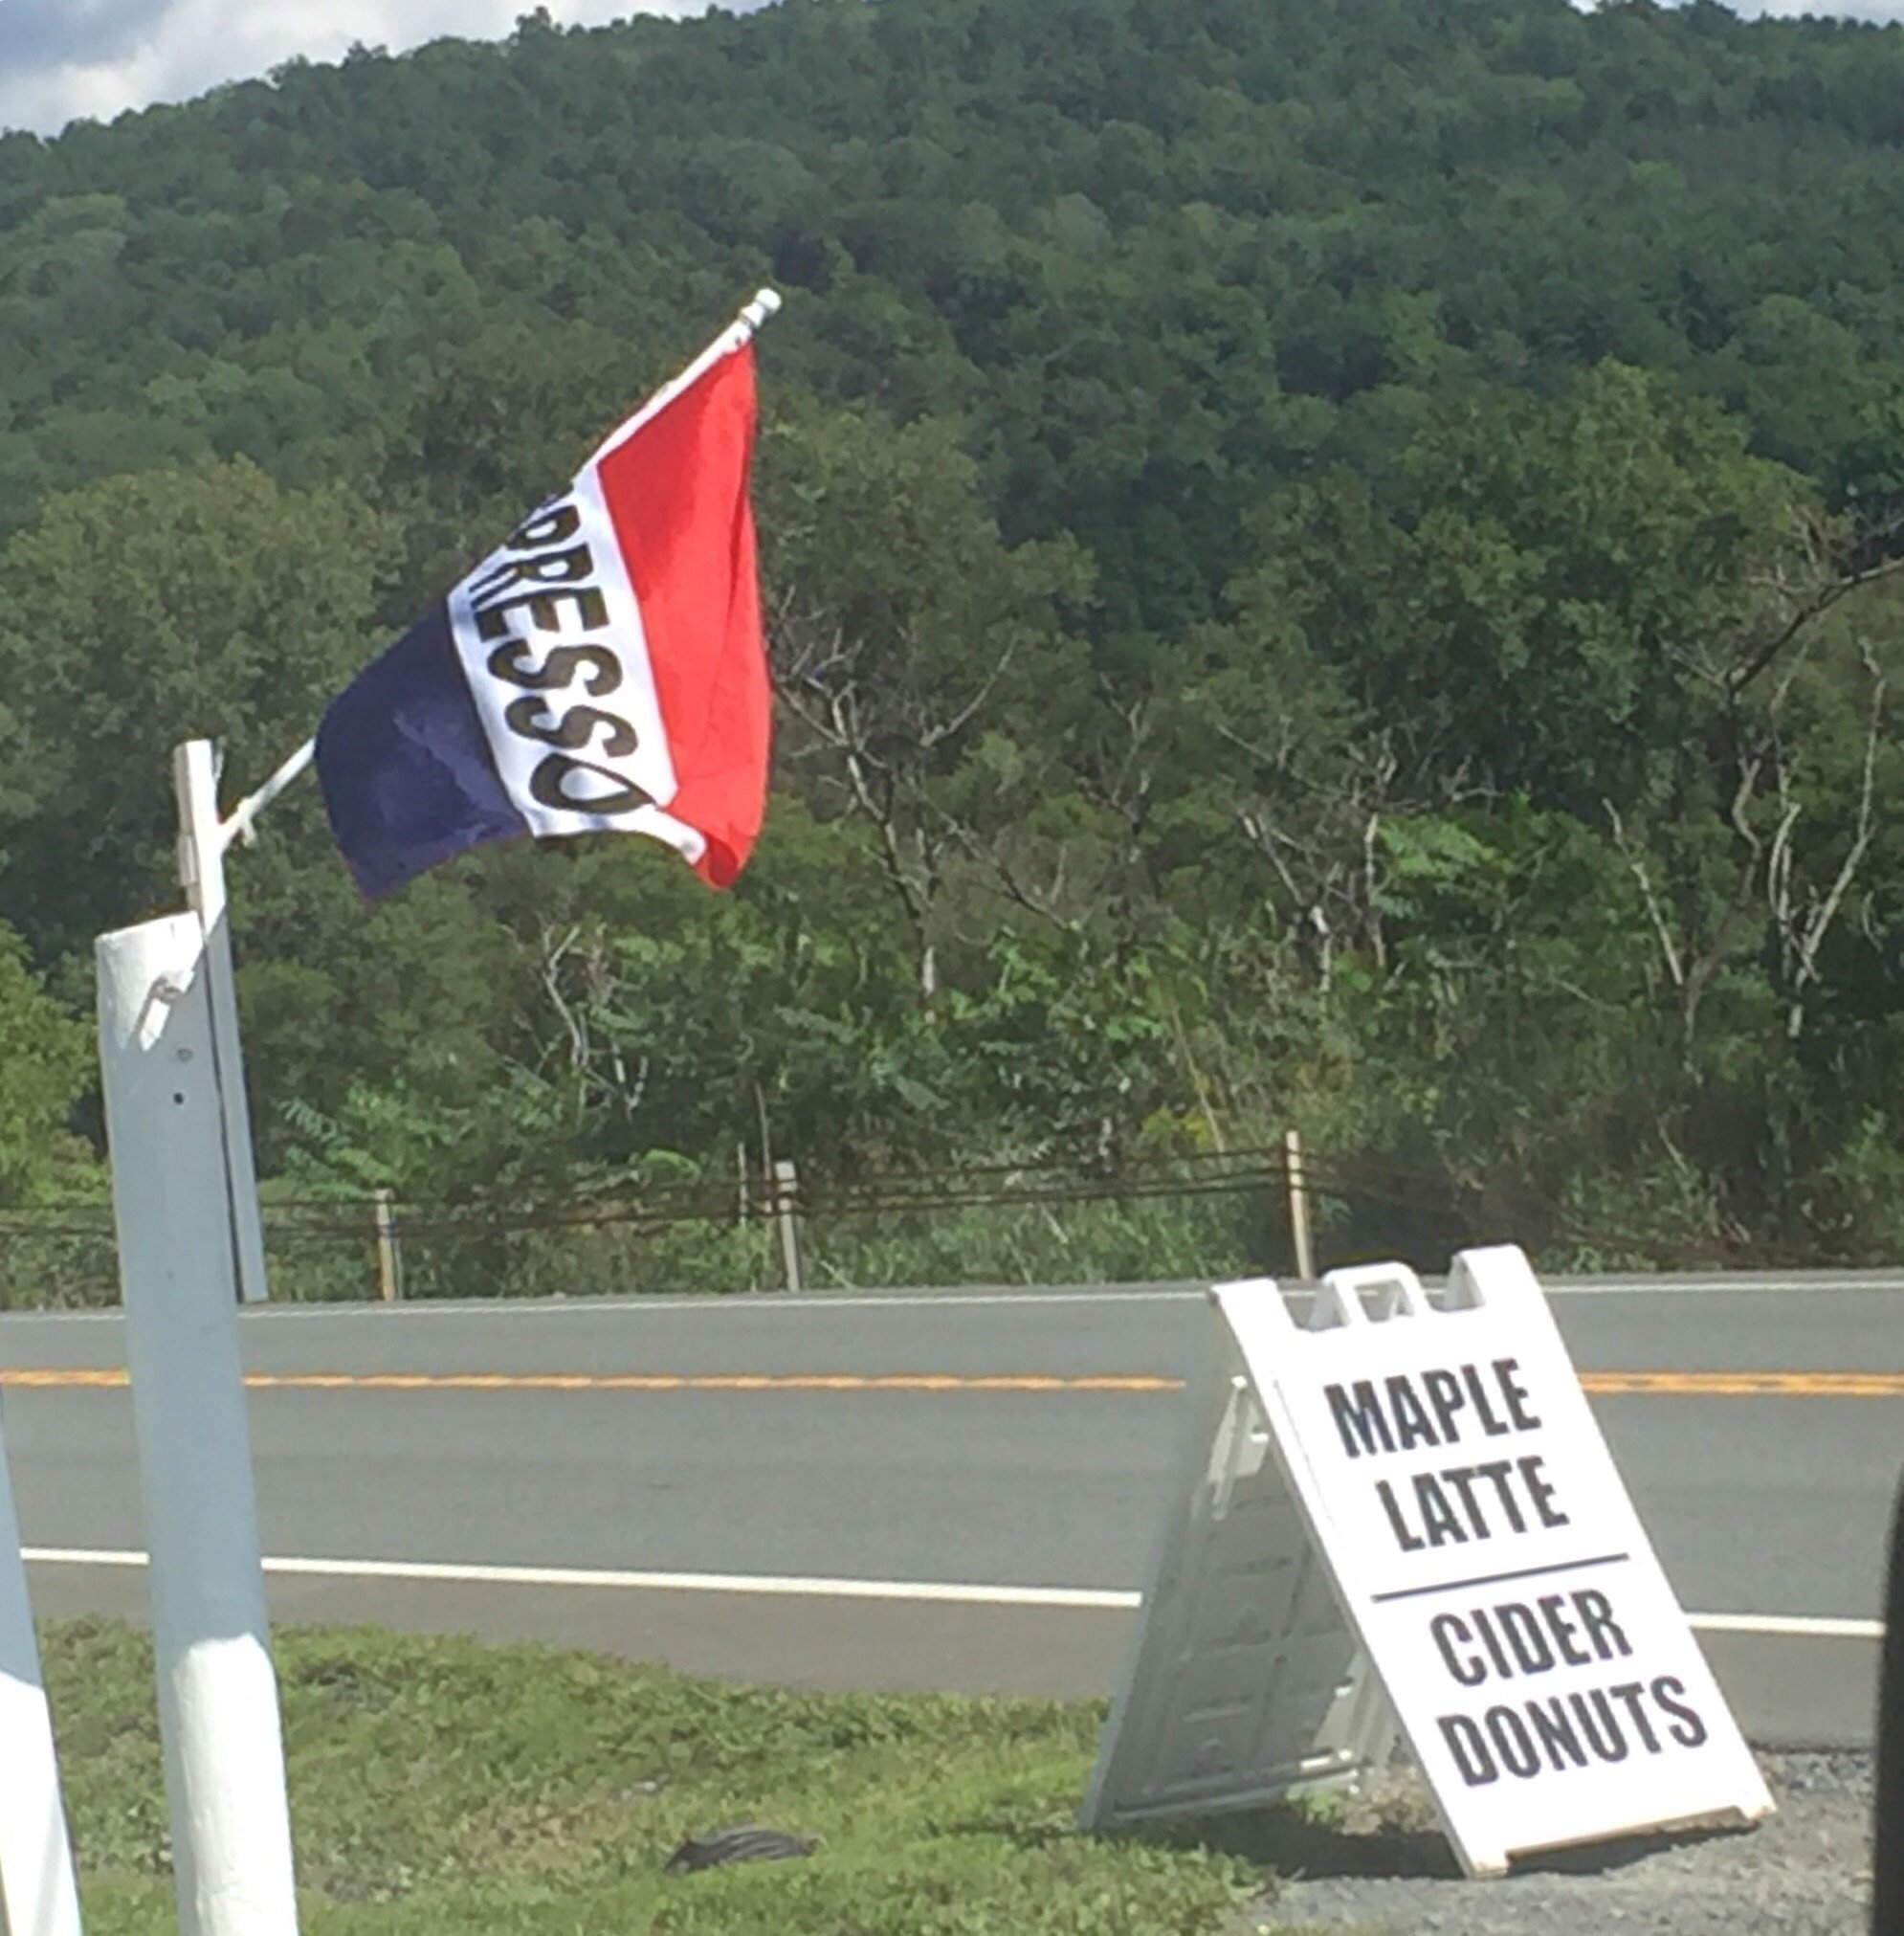 PRESSO
MAPLE
LATTE
CIDER
DONUTS